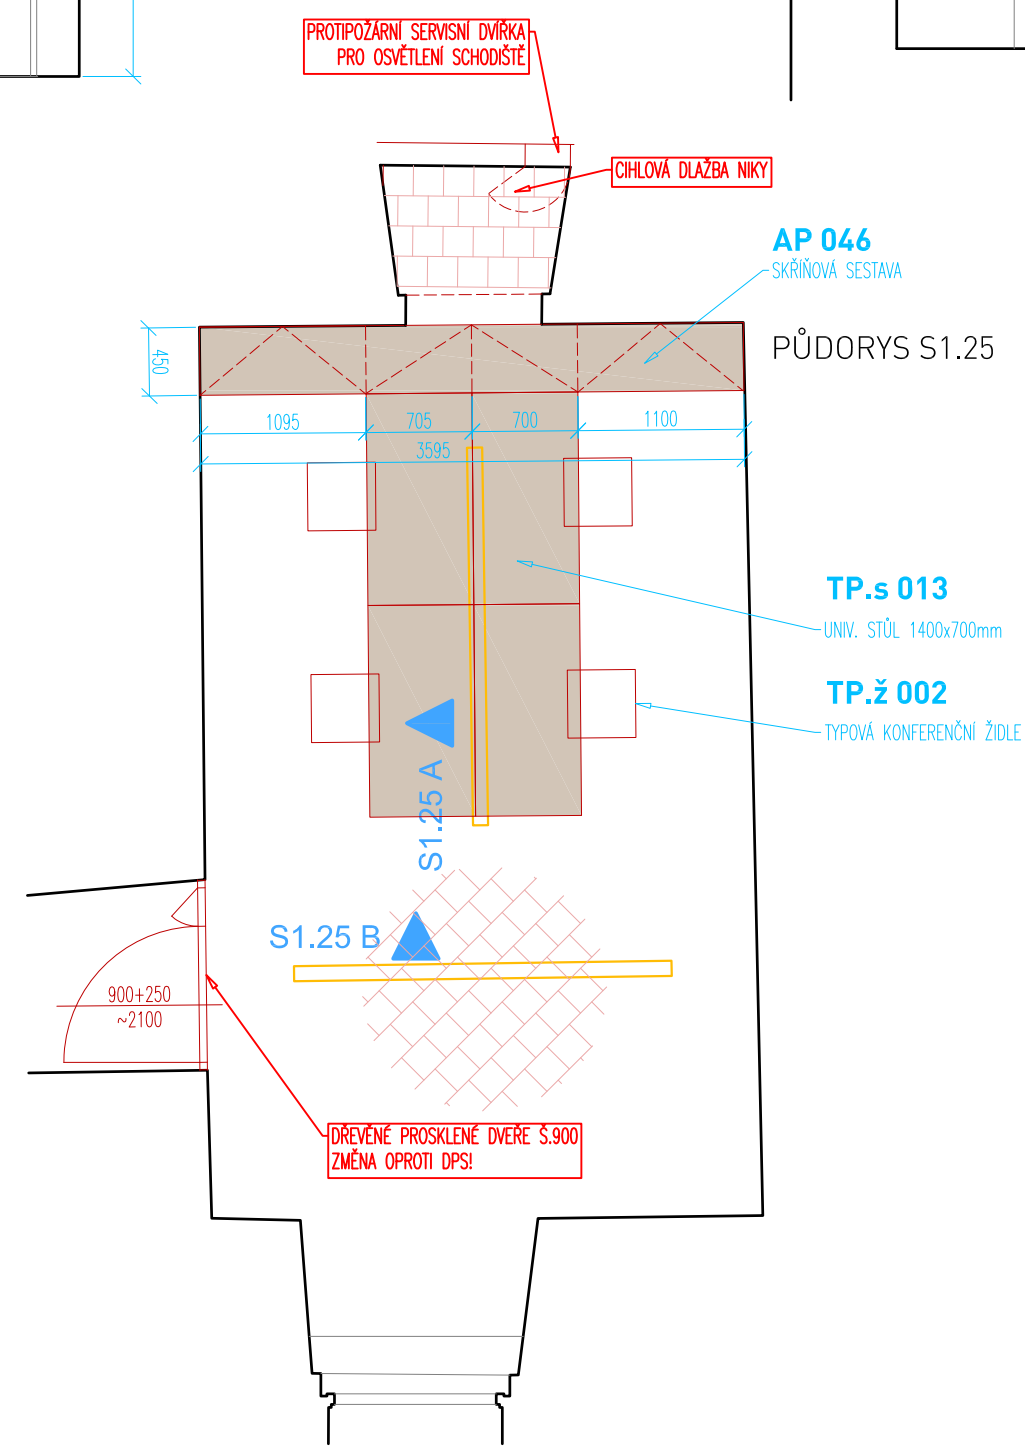 PROTIPOŽÁRNÍ SERVISNÍ DVÍŘKA
PRO OSVĚTLENÍ SCHODIŠTĚ
CIHLOVÁ DLAŽBA NIKY
AP 046
SKŘÍŇOVÁ SESTAVA
PŮDORYS S1.25
450
1095
705
700
1100
3595
TP.s 013
UNIV. STŮL 1400x700mm
TP.ž 002
TYPOVÁ KONFERENČNÍ ŽIDLE
S1.25 A
S1.25 B
900+250
~2100
DŘEVĚNÉ PROSKLENÉ DVEŘE Š.900
ZMĚNA OPROTI DPS!